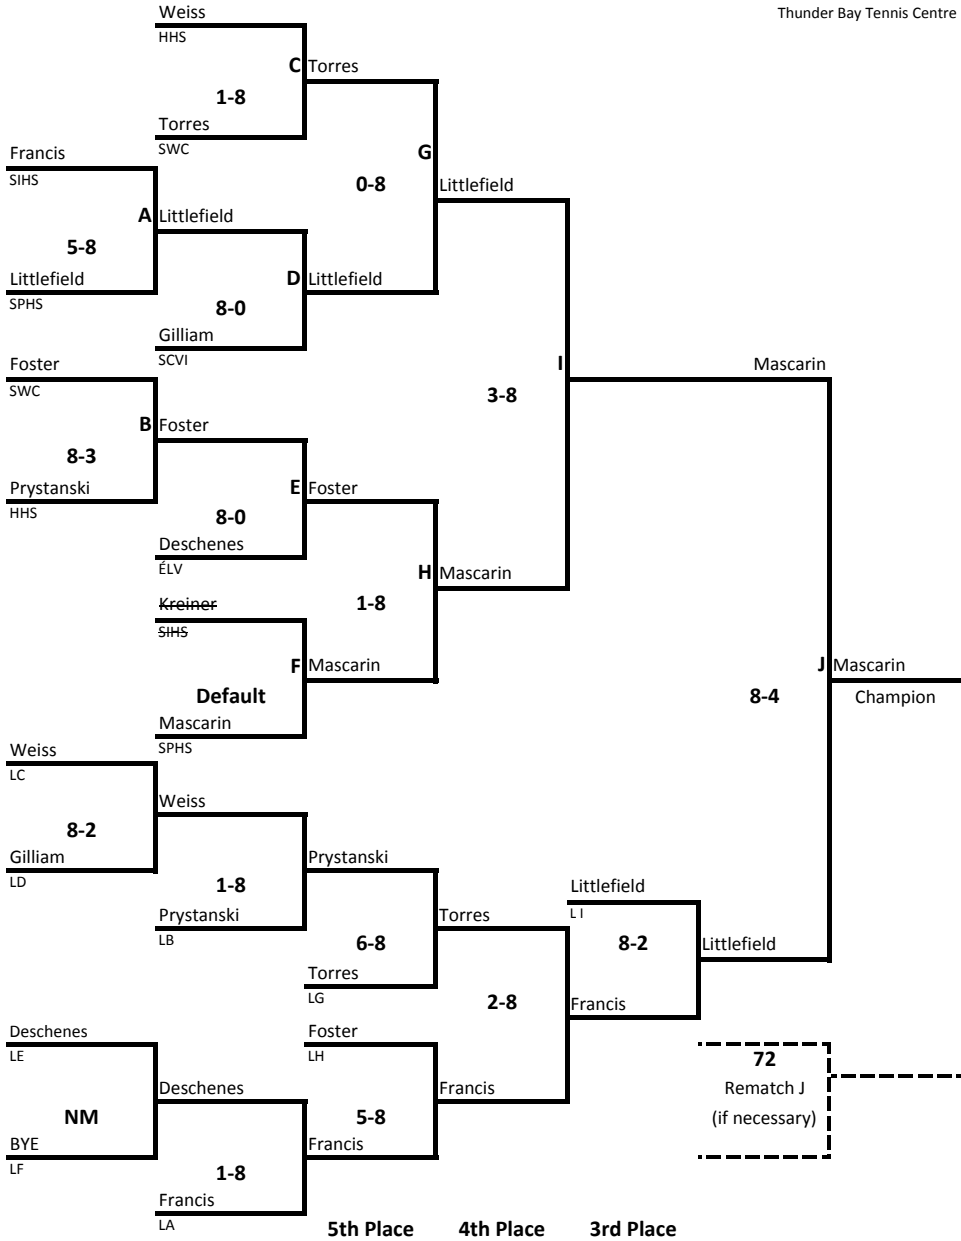 Weiss
Thunder Bay Tennis Centre
HHS
C Torres
1-8
Torres
SWC
Francis
SIHS
G
0-8
Littlefield
A Littlefield
5-8
Littlefield
SPHS
D Littlefield
8-0
Gilliam
SCVI
Foster
SWC
I
Mascarin
3-8
B Foster
8-3
Prystanski
HHS
E Foster
8-0
Deschenes
ÉLV
H Mascarin
1-8
Kreiner
SIHS
F Mascarin
Default
Mascarin
SPHS
J Mascarin
8-4
Champion
Weiss
LC
Weiss
8-2
Gilliam
LD
Prystanski
1-8
Prystanski
LB
Littlefield
L I
Torres
6-8
8-2
Littlefield
Torres
LG
2-8
Francis
Deschenes
LE
Foster
LH
72
Rematch J
(if necessary)
Deschenes
Francis
NM
5-8
BYE
LF
Francis
1-8
Francis
LA
5th Place
4th Place
3rd Place